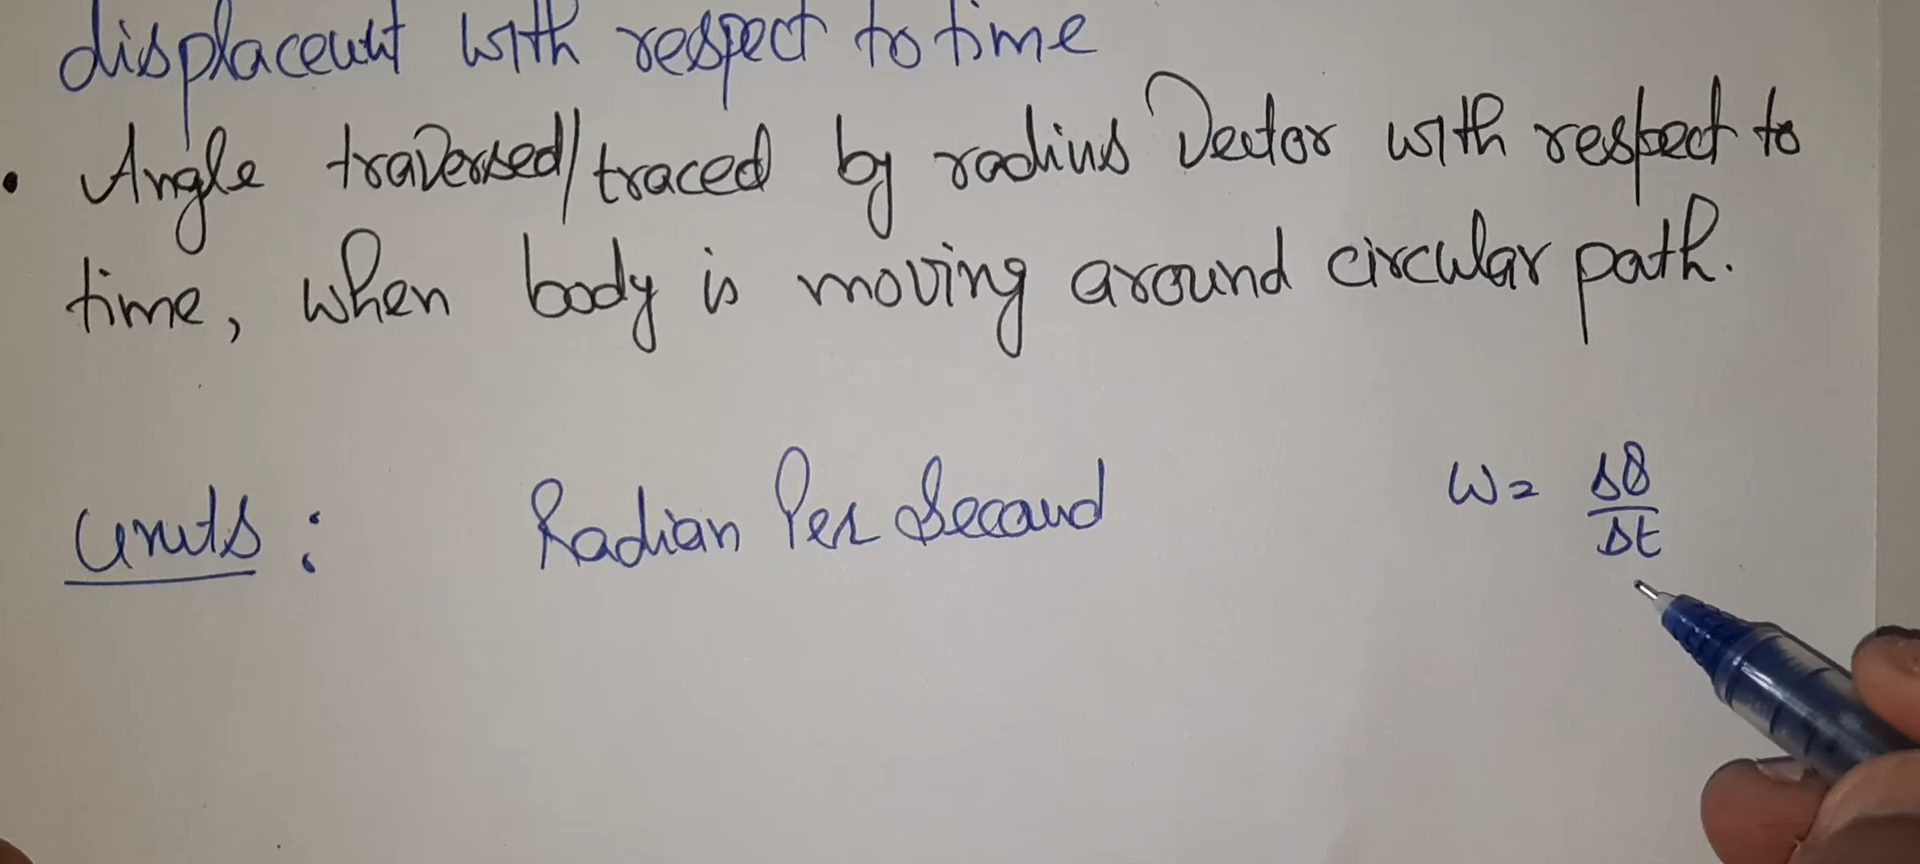 displacement with respect to time
• Angle traversed/traced by radius Vector with respect to
time, when body is moving around circular path.
Units : Radian Per Second
ω = Δθ/Δt